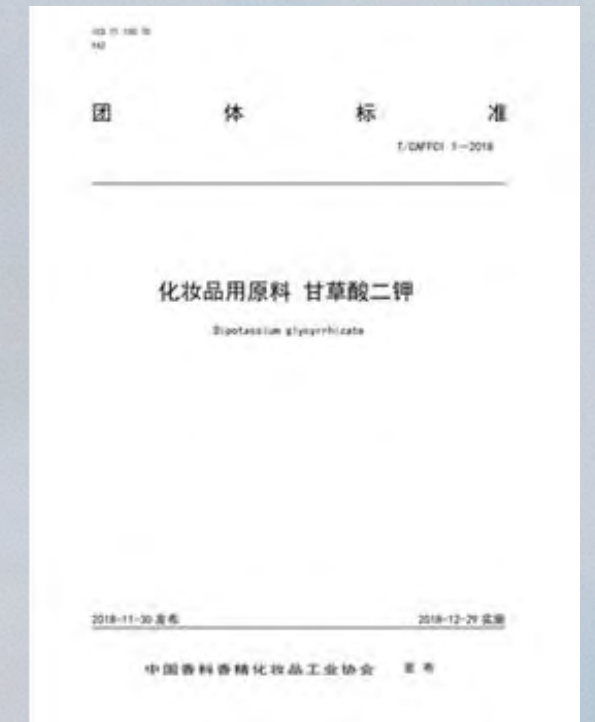 团 体 标 准
T/CAFFCI 1—2018
化妆品用原料 甘草酸二钾
Dipotassium glycyrrhizate
2018-11-30 发布
2018-12-29 实施
中国香料香精化妆品工业协会 发布